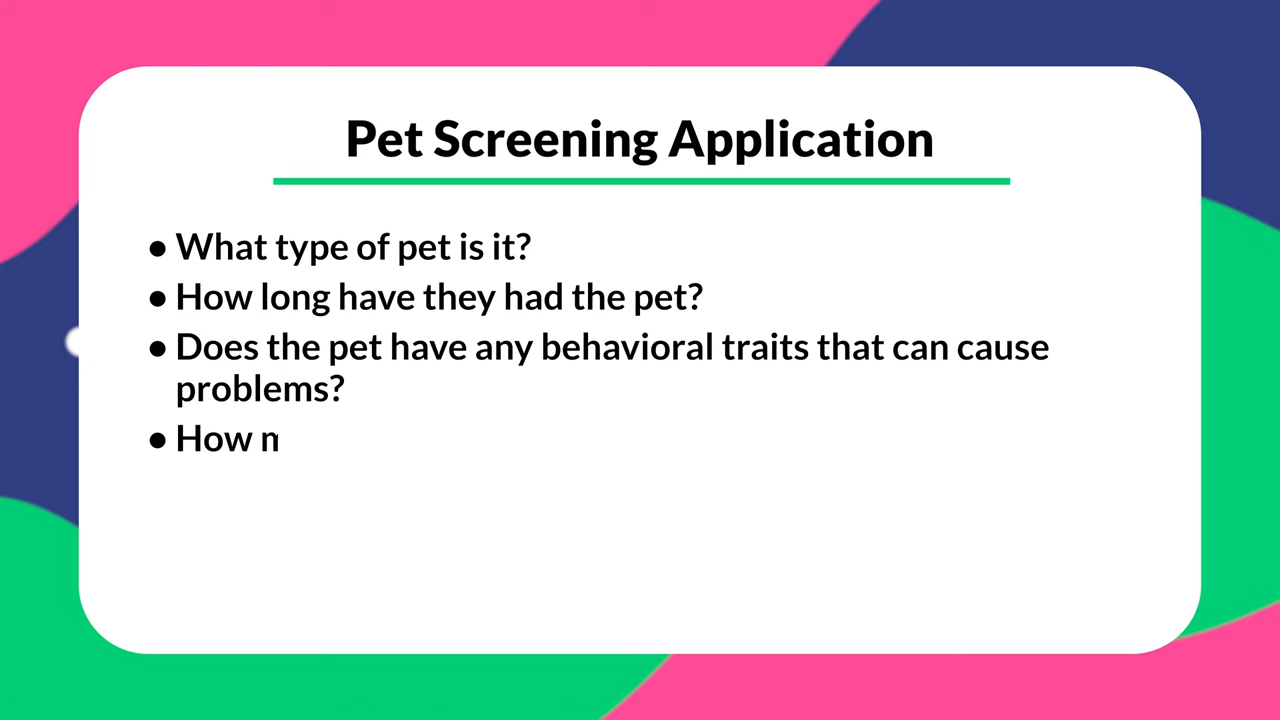 Pet Screening Application
● What type of pet is it?
● How long have they had the pet?
● Does the pet have any behavioral traits that can cause
problems?
● How